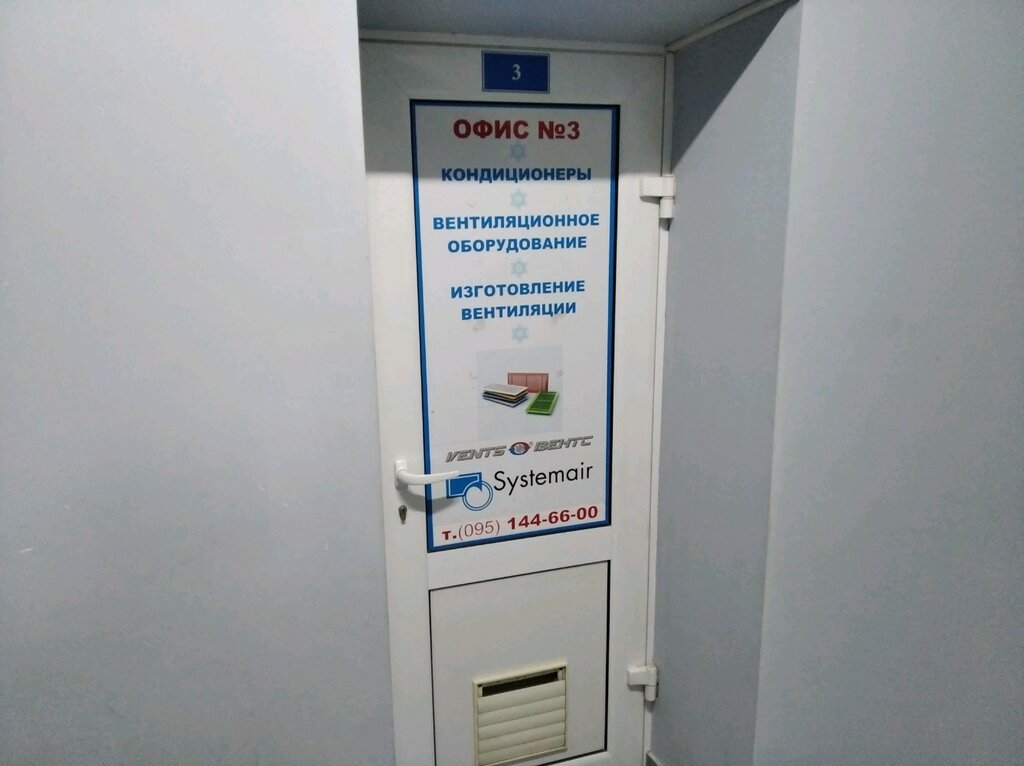 3
ОФИС №3
КОНДИЦИОНЕРЫ
ВЕНТИЛЯЦИОННОЕ
ОБОРУДОВАНИЕ
ИЗГОТОВЛЕНИЕ
ВЕНТИЛЯЦИИ
VENTS ВЕНТС
Systemair
т.(095) 144-66-00